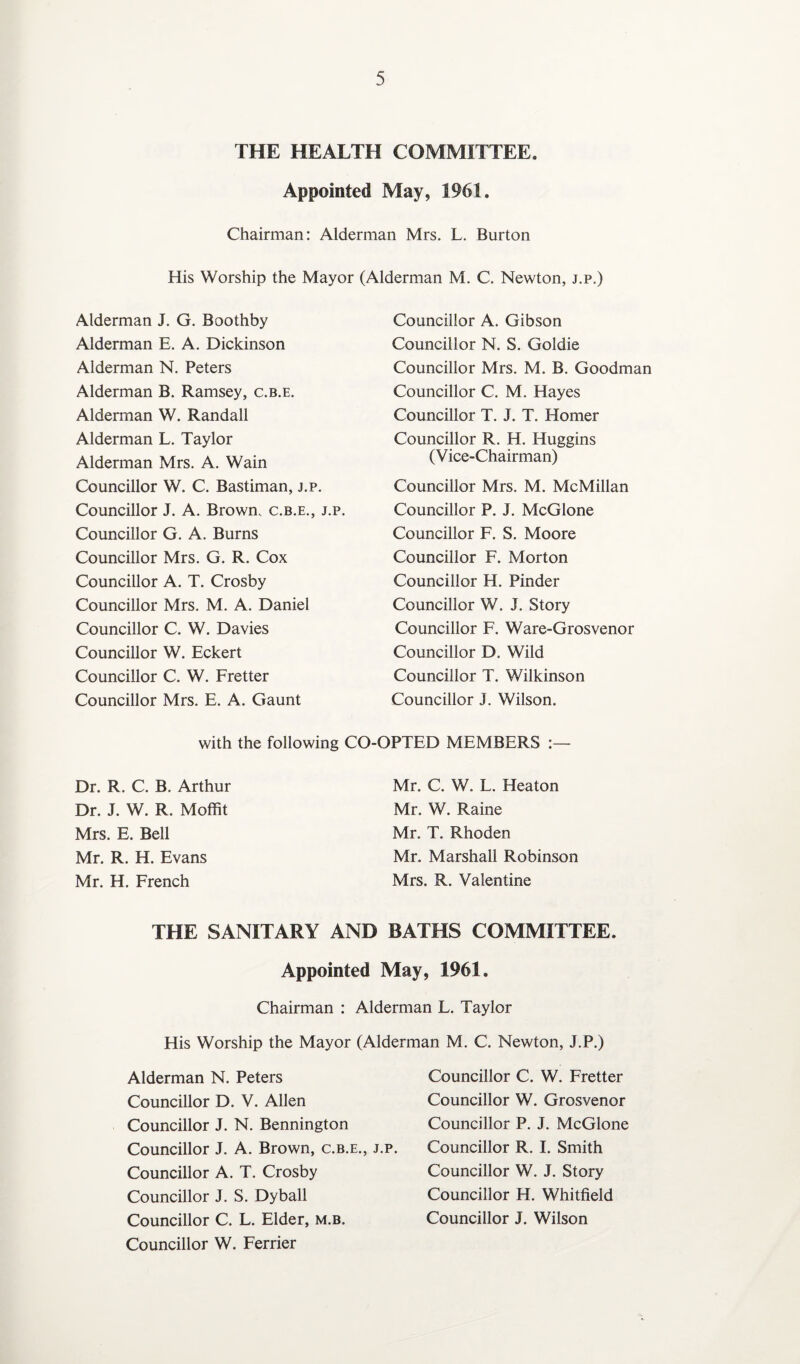 5
THE HEALTH COMMITTEE.
Appointed May, 1961.
Chairman: Alderman Mrs. L. Burton
His Worship the Mayor (Alderman M. C. Newton, J.P.)
Alderman J. G. Boothby
Alderman E. A. Dickinson
Alderman N. Peters
Alderman B. Ramsey, C.B.E.
Alderman W. Randall
Alderman L. Taylor
Alderman Mrs. A. Wain
Councillor W. C. Bastiman, J.P.
Councillor J. A. Brown, C.B.E., J.P.
Councillor G. A. Burns
Councillor Mrs. G. R. Cox
Councillor A. T. Crosby
Councillor Mrs. M. A. Daniel
Councillor C. W. Davies
Councillor W. Eckert
Councillor C. W. Fretter
Councillor Mrs. E. A. Gaunt
Councillor A. Gibson
Councillor N. S. Goldie
Councillor Mrs. M. B. Goodman
Councillor C. M. Hayes
Councillor T. J. T. Homer
Councillor R. H. Huggins
(Vice-Chairman)
Councillor Mrs. M. McMillan
Councillor P. J. McGlone
Councillor F. S. Moore
Councillor F. Morton
Councillor H. Pinder
Councillor W. J. Story
Councillor F. Ware-Grosvenor
Councillor D. Wild
Councillor T. Wilkinson
Councillor J. Wilson.
with the following CO-OPTED MEMBERS :—
Dr. R. C. B. Arthur
Dr. J. W. R. Moffit
Mrs. E. Bell
Mr. R. H. Evans
Mr. H. French
Mr. C. W. L. Heaton
Mr. W. Raine
Mr. T. Rhoden
Mr. Marshall Robinson
Mrs. R. Valentine
THE SANITARY AND BATHS COMMITTEE.
Appointed May, 1961.
Chairman : Alderman L. Taylor
His Worship the Mayor (Alderman M. C. Newton, J.P.)
Alderman N. Peters
Councillor D. V. Allen
Councillor J. N. Bennington
Councillor J. A. Brown, C.B.E., J.P.
Councillor A. T. Crosby
Councillor J. S. Dyball
Councillor C. L. Elder, M.B.
Councillor W. Ferrier
Councillor C. W. Fretter
Councillor W. Grosvenor
Councillor P. J. McGlone
Councillor R. I. Smith
Councillor W. J. Story
Councillor H. Whitfield
Councillor J. Wilson